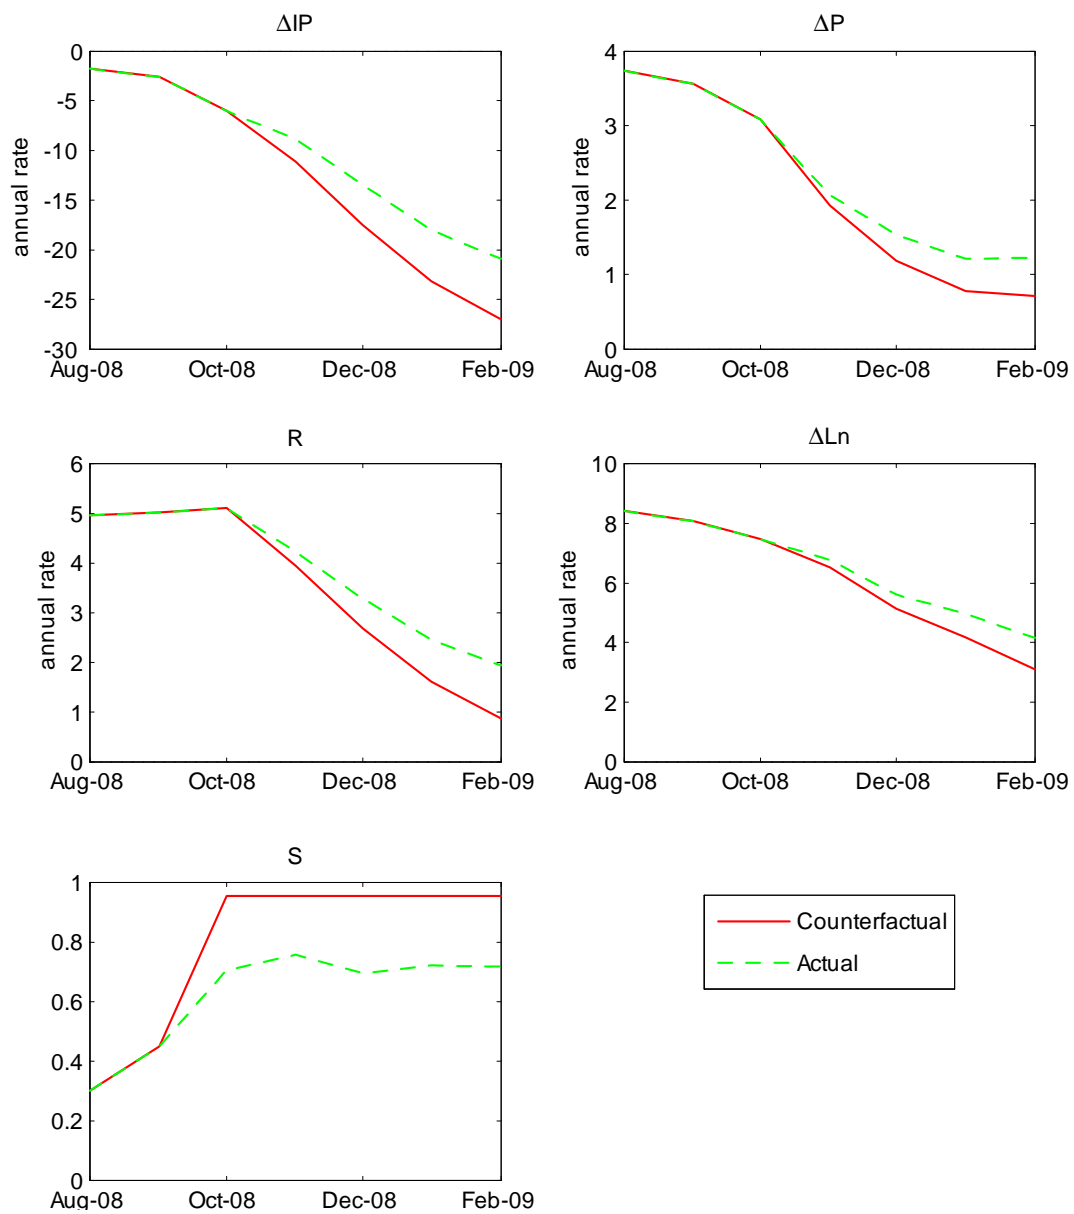 ΔIP
0
-5
-10
-15
-20
-25
-30
annual rate
Aug-08 Oct-08 Dec-08 Feb-09
ΔP
4
3
2
1
0
annual rate
Aug-08 Oct-08 Dec-08 Feb-09
R
6
5
4
3
2
1
0
annual rate
Aug-08 Oct-08 Dec-08 Feb-09
ΔLn
10
8
6
4
2
0
annual rate
Aug-08 Oct-08 Dec-08 Feb-09
S
1
0.8
0.6
0.4
0.2
0
Aug-08 Oct-08 Dec-08 Feb-09
Counterfactual
Actual